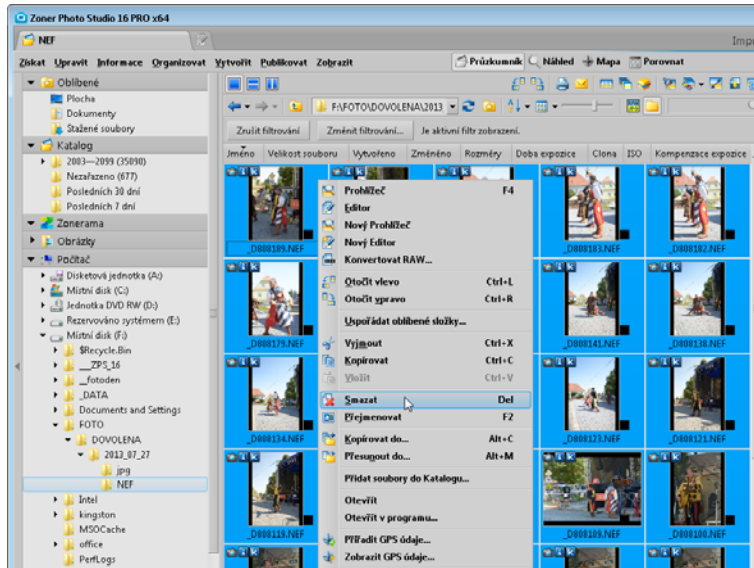 Zoner Photo Studio 16 PRO x64
NEF
Získat Upravit Informace Organizovat Vytvořit Publikovat Zobrazit
Průzkumník Náhled Mapa Porovnat
Oblíbené
Plocha
Dokumenty
Stažené soubory
Katalog
2003—2099 (35090)
Nezařazeno (677)
Posledních 30 dní
Posledních 7 dní
Zonerama
Obrázky
Počítač
Disketová jednotka (A:)
Místní disk (C:)
Jednotka DVD RW (D:)
Rezervováno systémem (E:)
Místní disk (F:)
$Recycle.Bin
__ZPS_16
_fotoden
_DATA
Documents and Settings
FOTO
DOVOLENA
2013_07_27
jpg
NEF
Intel
kingston
MSOCache
office
PerfLogs
F:\FOTO\DOVOLENA\2013
Zrušit filtrování Změnit filtrování... Je aktivní filtr zobrazení.
Jméno Velikost souboru Vytvořeno Změněno Rozměry Doba expozice Clona ISO Kompenzace expozice
_D808189.NEF
_D808183.NEF
_D808182.NEF
_D808179.NEF
_D808141.NEF
_D808138.NEF
_D808134.NEF
_D808123.NEF
_D808121.NEF
_D808119.NEF
_D808109.NEF
_D808100.NEF
Prohlížeč F4
Editor
Nový Prohlížeč
Nový Editor
Konvertovat RAW...
Otočit vlevo Ctrl+L
Otočit vpravo Ctrl+R
Uspořádat oblíbené složky...
Vyjmout Ctrl+X
Kopírovat Ctrl+C
Vložit Ctrl+V
Smazat Del
Přejmenovat F2
Kopírovat do... Alt+C
Přesunout do... Alt+M
Přidat soubory do Katalogu...
Otevřít
Otevřít v programu...
Přiřadit GPS údaje...
Zobrazit GPS údaje...